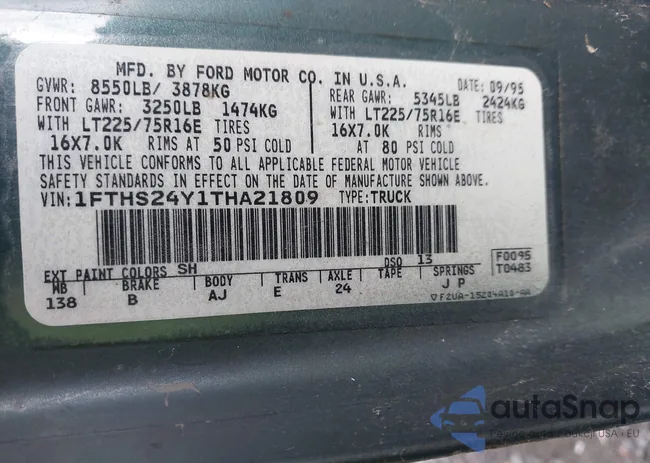 MFD. BY FORD MOTOR CO. IN U.S.A.
DATE: 09/95
GVWR: 8550LB/ 3878KG
FRONT GAWR: 3250LB 1474KG
WITH LT225/75R16E TIRES
16X7.0K RIMS AT 50 PSI COLD
REAR GAWR: 5345LB 2424KG
WITH LT225/75R16E TIRES
16X7.0K RIMS
AT 80 PSI COLD
THIS VEHICLE CONFORMS TO ALL APPLICABLE FEDERAL MOTOR VEHICLE
SAFETY STANDARDS IN EFFECT ON THE DATE OF MANUFACTURE SHOWN ABOVE.
VIN: 1FTHS24Y1THA21809 TYPE: TRUCK
EXT PAINT COLORS SH DSO 13
F0095
T0483
WB BRAKE BODY TRANS AXLE TAPE SPRINGS
138 B AJ E 24 J P
autaSnap
USA • EU